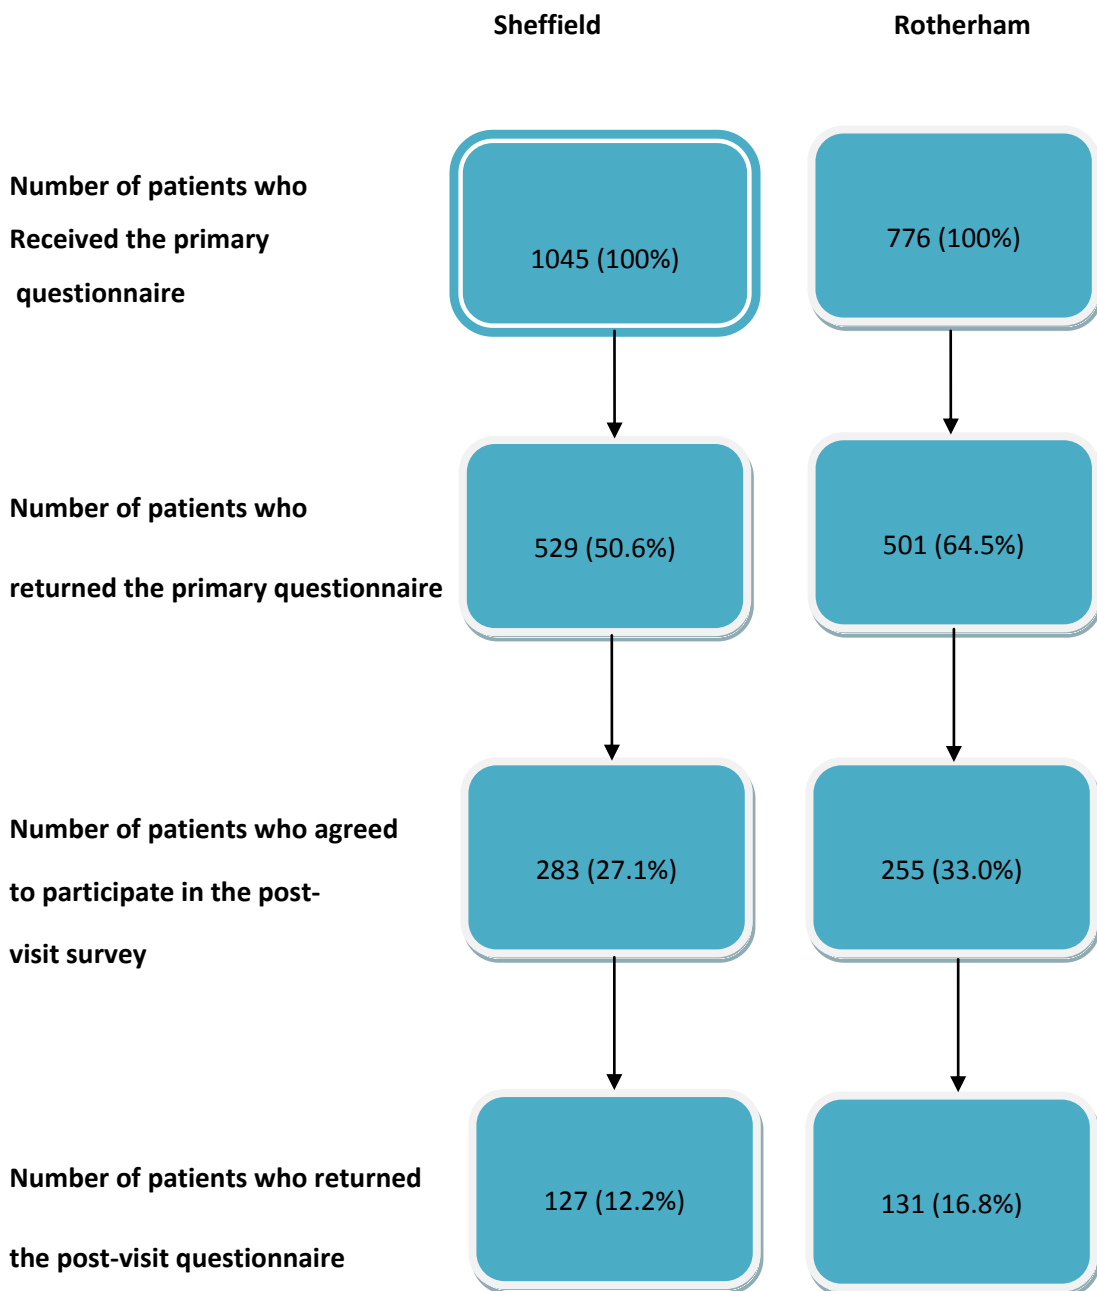 Sheffield
Rotherham
Number of patients who
Received the primary
questionnaire
1045 (100%)
776 (100%)
Number of patients who
returned the primary questionnaire
529 (50.6%)
501 (64.5%)
Number of patients who agreed
to participate in the post-
visit survey
283 (27.1%)
255 (33.0%)
Number of patients who returned
the post-visit questionnaire
127 (12.2%)
131 (16.8%)